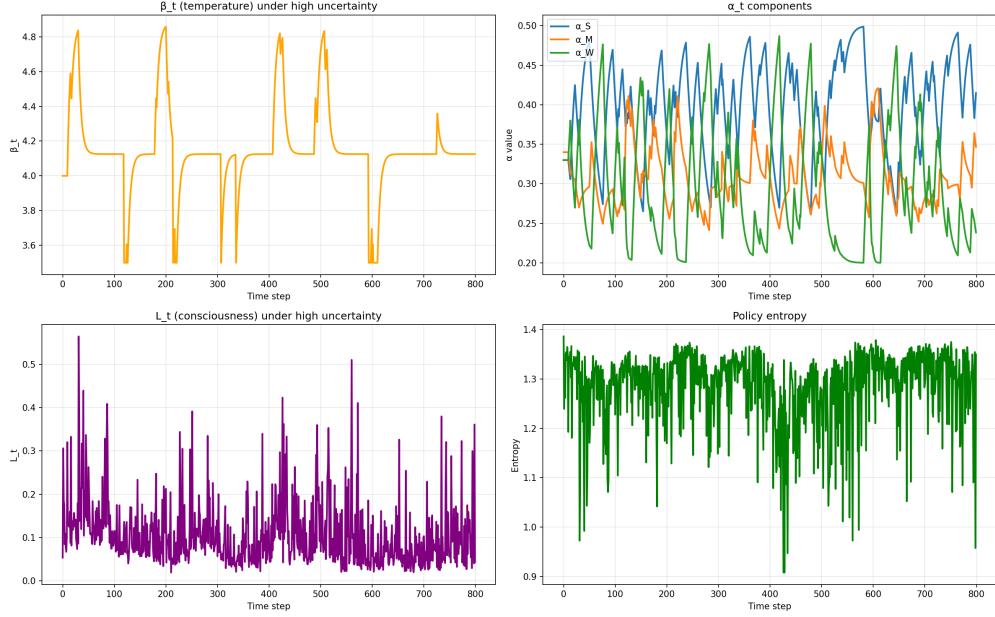 β_t (temperature) under high uncertainty
β_t
4.8
4.6
4.4
4.2
4.0
3.8
3.6
0 100 200 300 400 500 600 700 800
Time step
α_t components
α_S
α_M
α_W
α value
0.50
0.45
0.40
0.35
0.30
0.25
0.20
0 100 200 300 400 500 600 700 800
Time step
L_t (consciousness) under high uncertainty
L_t
0.5
0.4
0.3
0.2
0.1
0.0
0 100 200 300 400 500 600 700 800
Time step
Policy entropy
Entropy
1.4
1.3
1.2
1.1
1.0
0.9
0 100 200 300 400 500 600 700 800
Time step